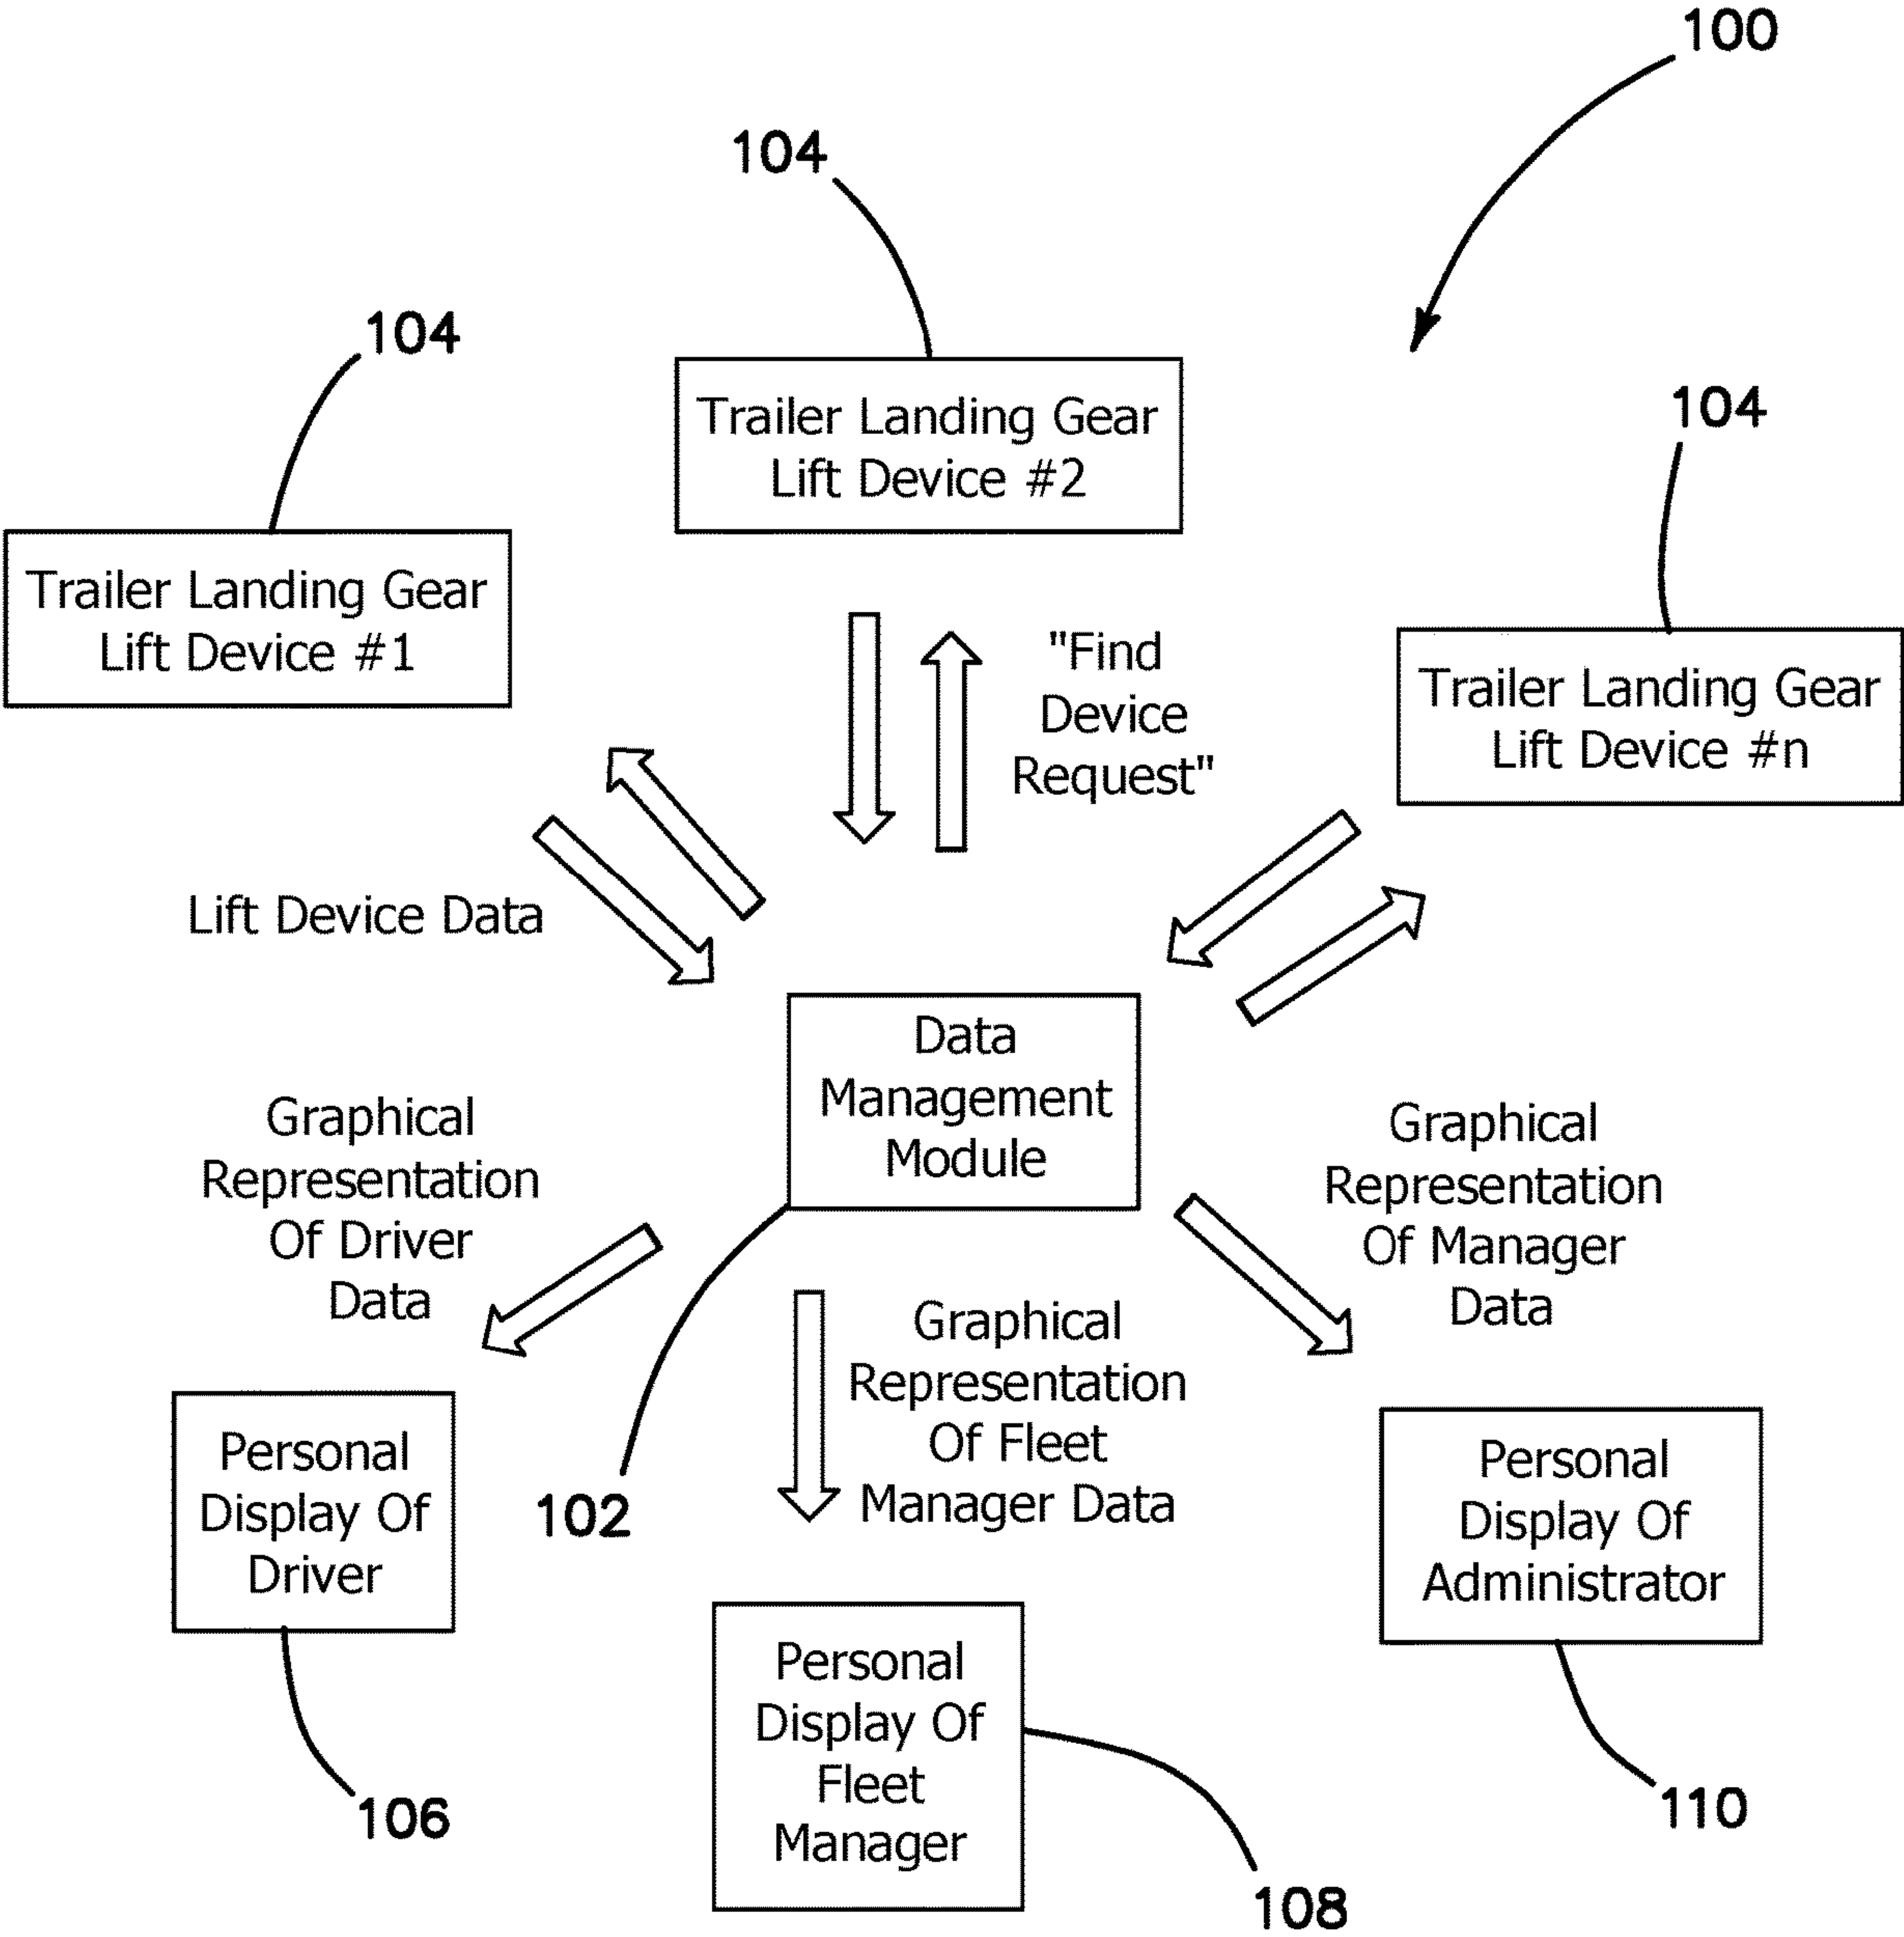 100
104
104
104
Trailer Landing Gear
Lift Device #2
Trailer Landing Gear
Lift Device #1
Trailer Landing Gear
Lift Device #n
"Find
Device
Request"
Lift Device Data
Data
Management
Module
Graphical
Representation
Of Driver
Data
Graphical
Representation
Of Manager
Data
Graphical
Representation
Of Fleet
Manager Data
102
Personal
Display Of
Driver
Personal
Display Of
Fleet
Manager
Personal
Display Of
Administrator
106
108
110